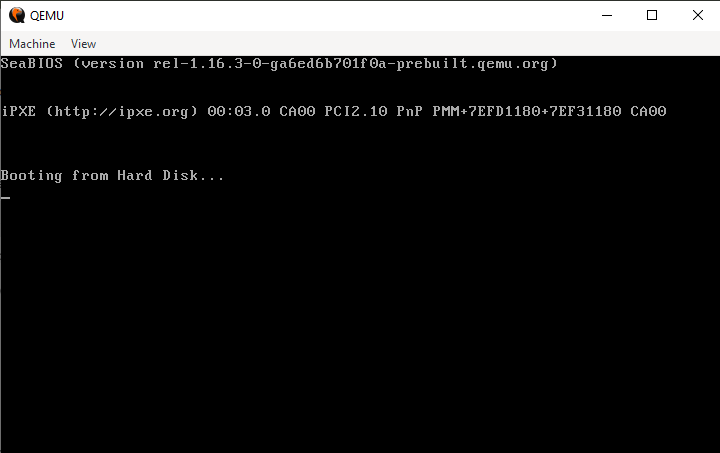 QEMU
Machine View
SeaBIOS (version rel-1.16.3-0-ga6ed6b701f0a-prebuilt.qemu.org)
iPXE (http://ipxe.org) 00:03.0 CA00 PCI2.10 PnP PMM+7EFD1180+7EF31180 CA00
Booting from Hard Disk...